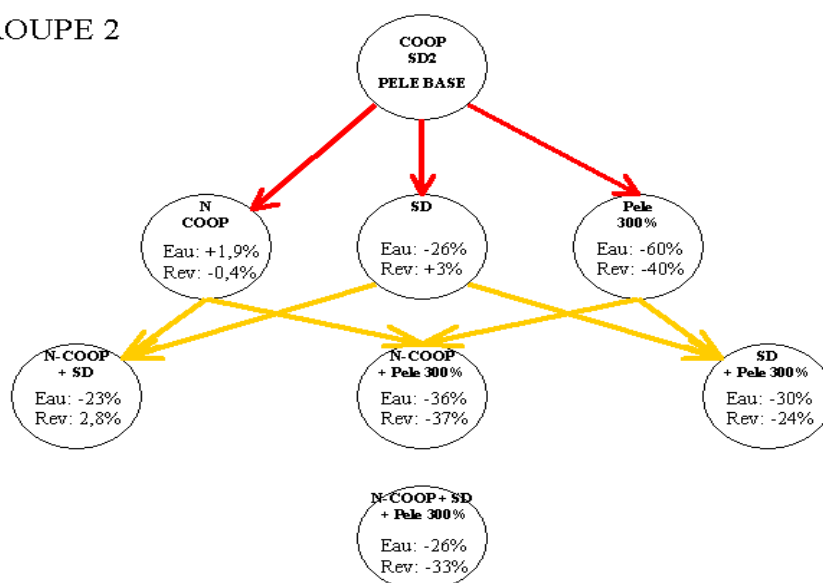 OUPE 2
COOP
SD2
PELE BASE
N
COOP
Eau: +1,9%
Rev: -0,4%
SD
Eau: -26%
Rev: +3%
Pele
300%
Eau: -60%
Rev: -40%
N-COOP
+ SD
Eau: -23%
Rev: 2,8%
N-COOP
+ Pele 300%
Eau: -36%
Rev: -37%
SD
+ Pele 300%
Eau: -30%
Rev: -24%
N-COOP + SD
+ Pele 300%
Eau: -26%
Rev: -33%